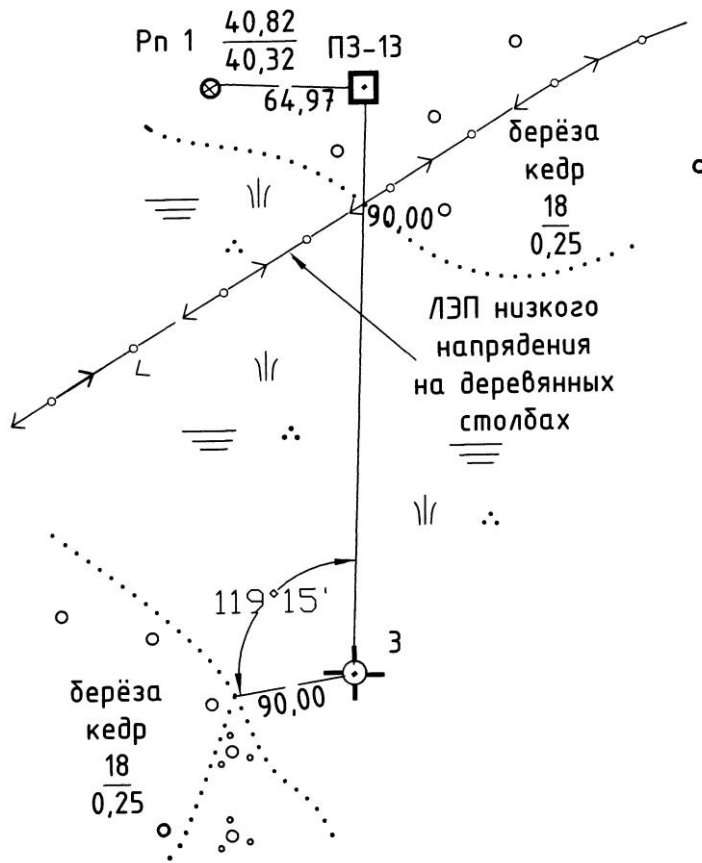 Рп 1 40,82
40,32
ПЗ-13
64,97
берёза
кедр
18
0,25
90,00
ЛЭП низкого
напрядения
на деревянных
столбах
119°15'
3
90,00
берёза
кедр
18
0,25